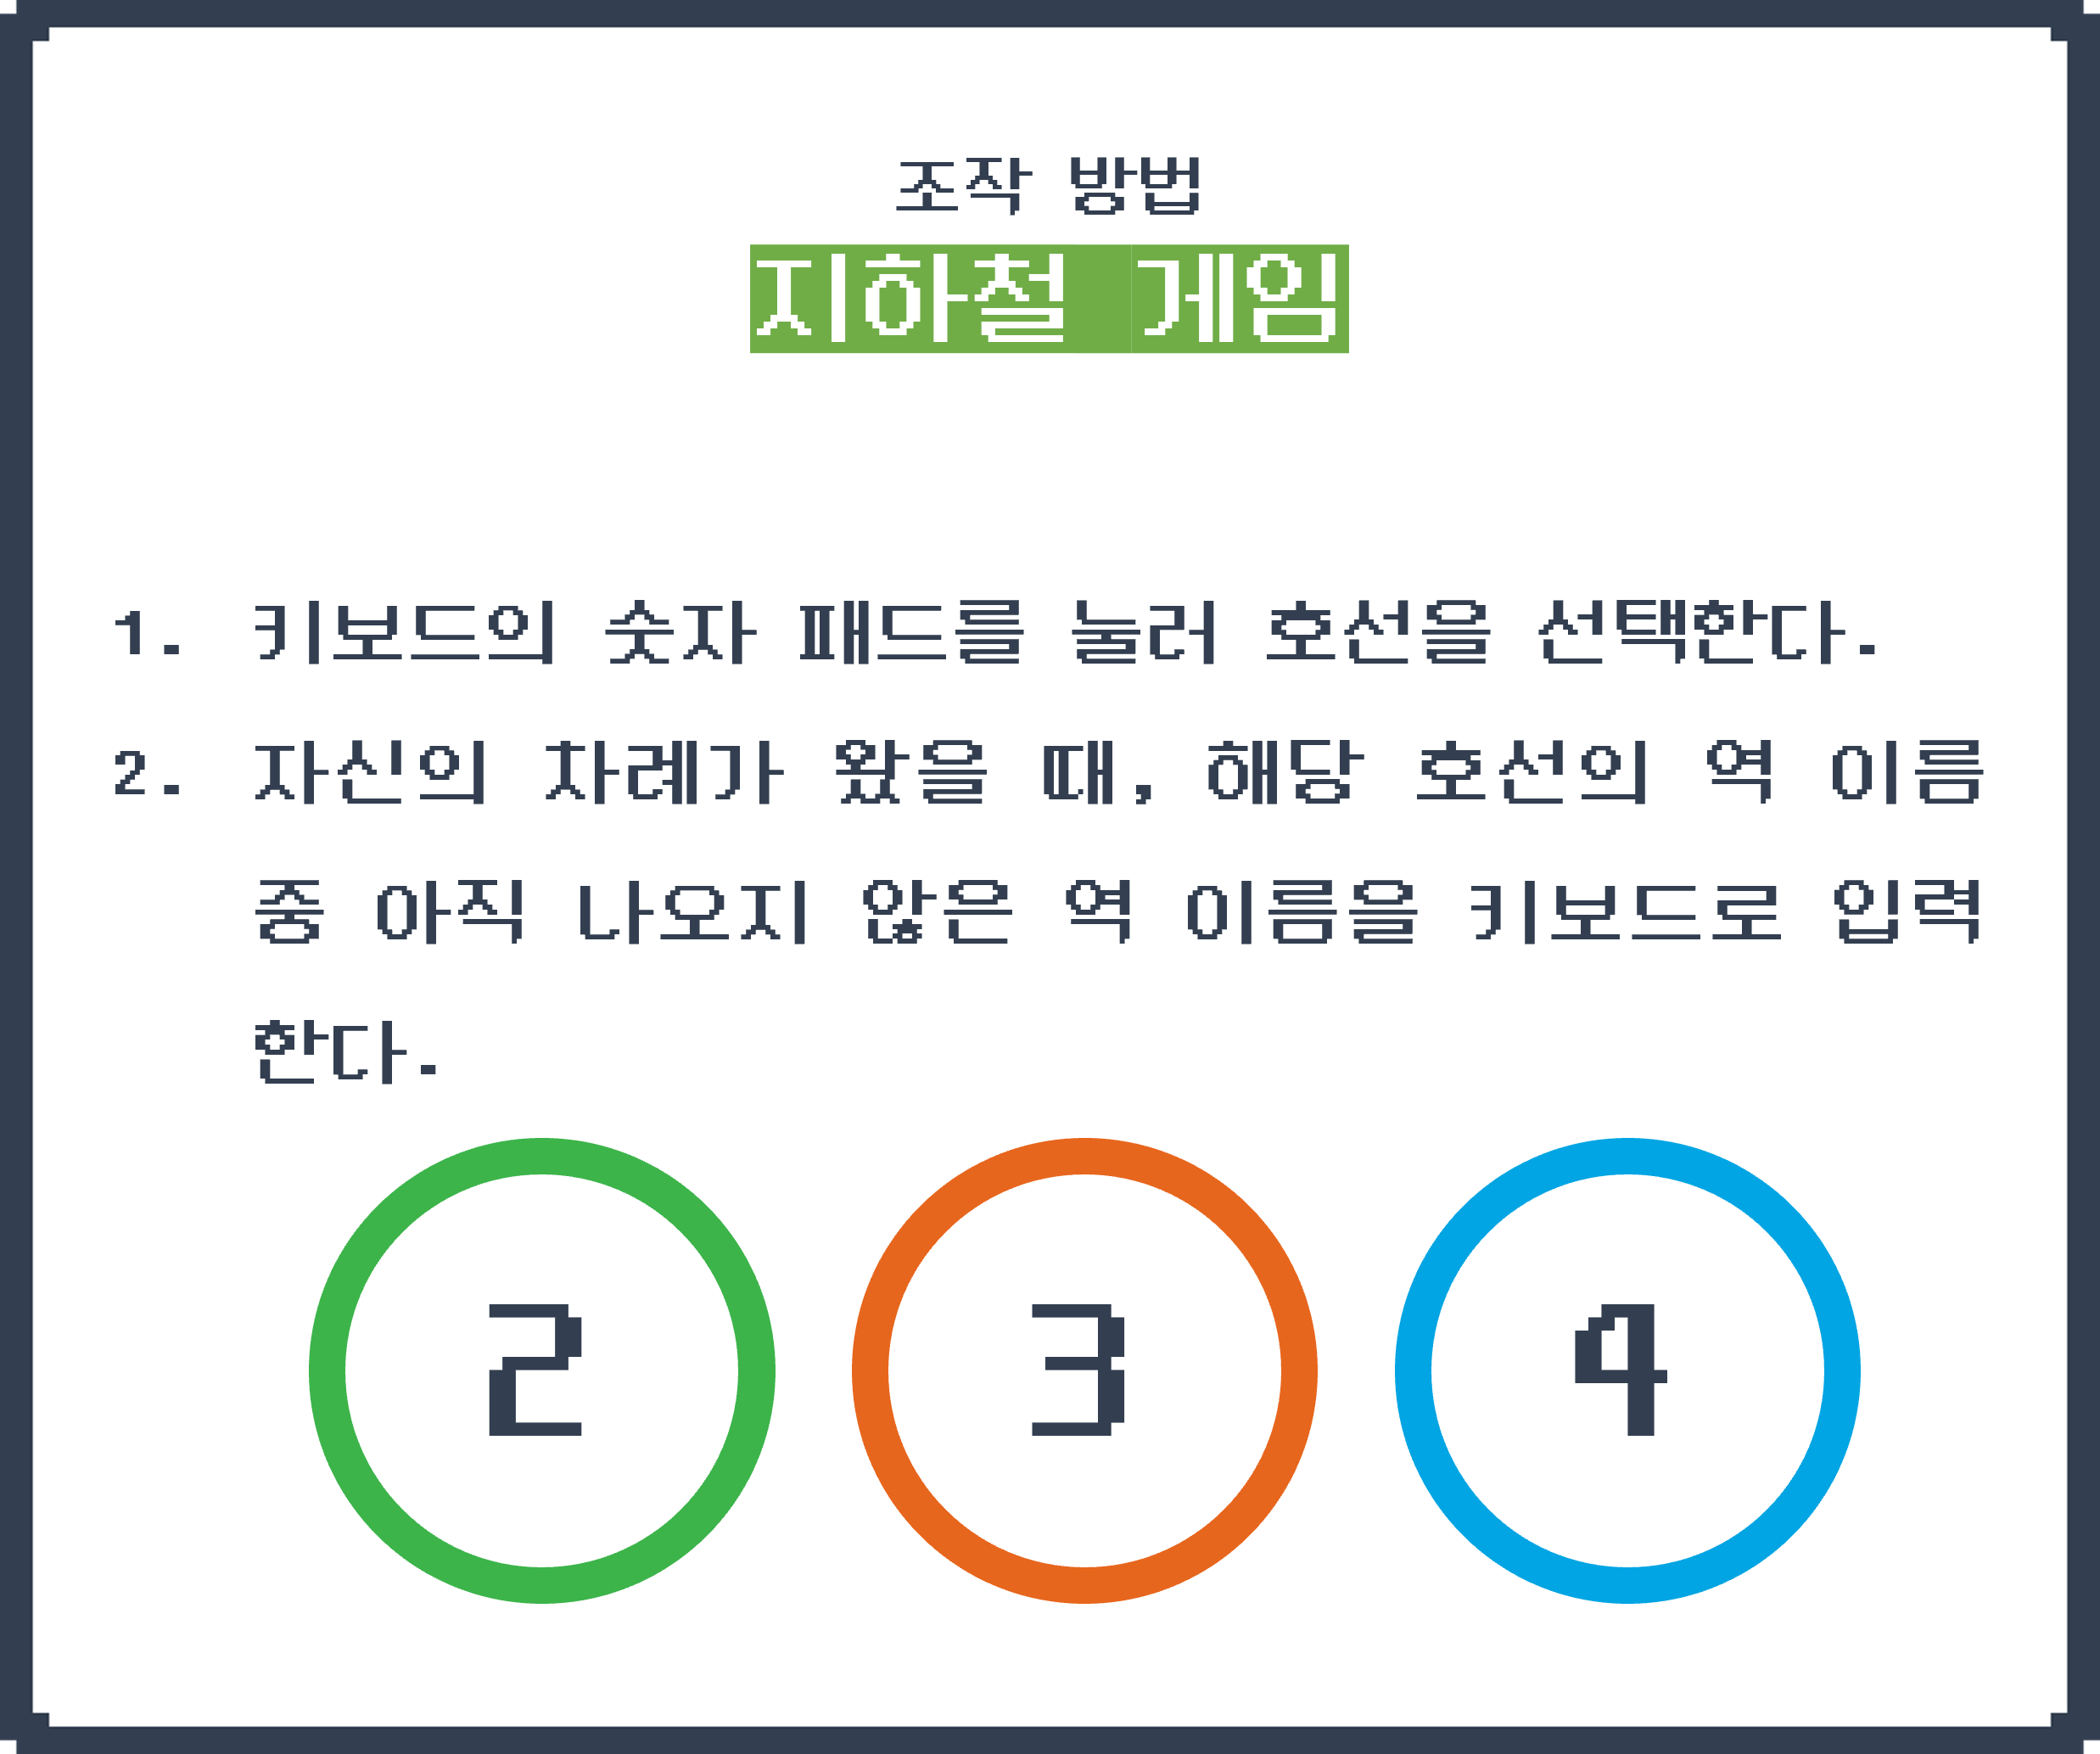 조작 방법
지하철 게임
1. 키보드의 숫자 패드를 눌러 호선을 선택한다.
2. 자신의 차례가 왔을 때, 해당 호선의 역 이름
중 아직 나오지 않은 역 이름을 키보드로 입력
한다.
2 3 4